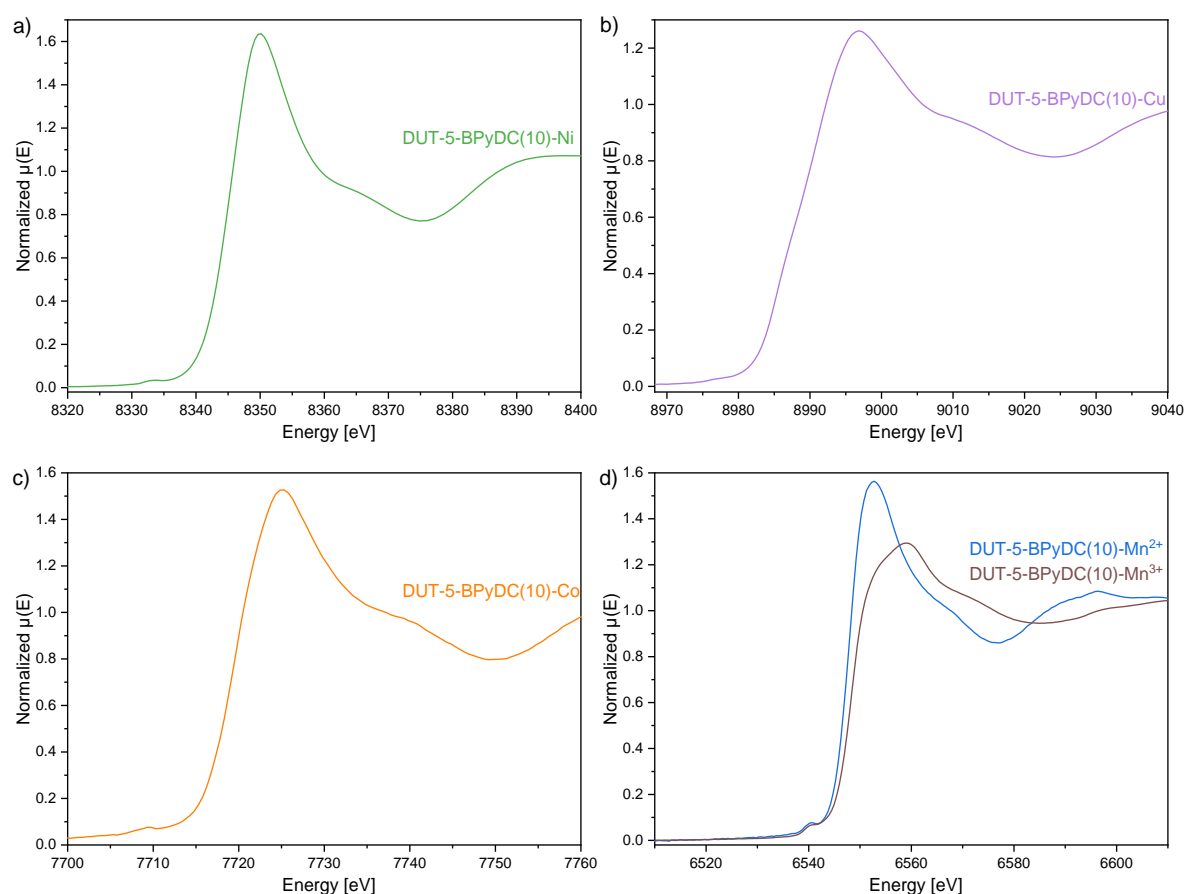 a)
1.6
1.4
1.2
1.0
0.8
0.6
0.4
0.2
0.0
Normalized μ(E)
DUT-5-BPyDC(10)-Ni
8320 8330 8340 8350 8360 8370 8380 8390 8400
Energy [eV]
b)
1.2
1.0
0.8
0.6
0.4
0.2
0.0
Normalized μ(E)
DUT-5-BPyDC(10)-Cu
8970 8980 8990 9000 9010 9020 9030 9040
Energy [eV]
c)
1.6
1.4
1.2
1.0
0.8
0.6
0.4
0.2
0.0
Normalized μ(E)
DUT-5-BPyDC(10)-Co
7700 7710 7720 7730 7740 7750 7760
Energy [eV]
d)
1.6
1.4
1.2
1.0
0.8
0.6
0.4
0.2
0.0
Normalized μ(E)
DUT-5-BPyDC(10)-Mn²⁺
DUT-5-BPyDC(10)-Mn³⁺
6520 6540 6560 6580 6600
Energy [eV]